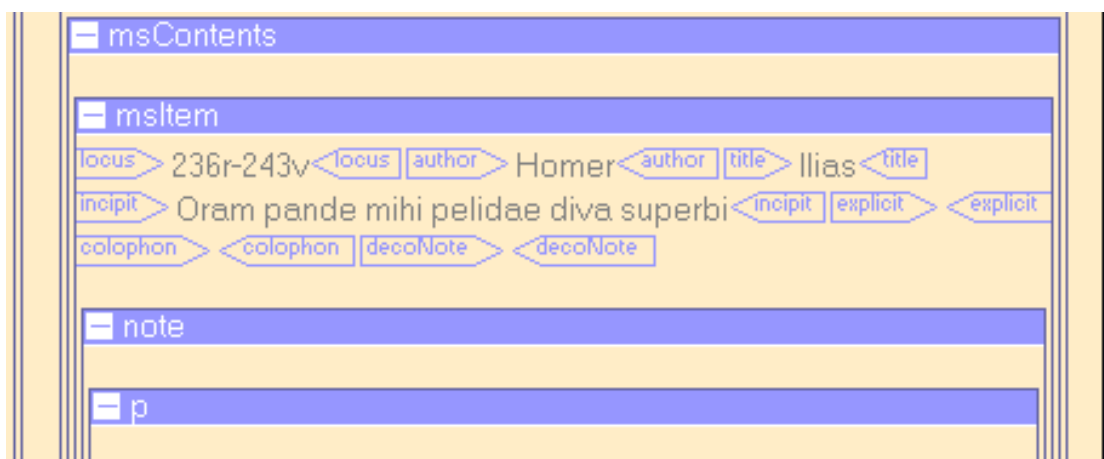 msContents
msItem
locus 236r-243v locus author Homer author title Ilias title
incipit Oram pande mihi pelidae diva superbi incipit explicit explicit
colophon colophon decoNote decoNote
note
p